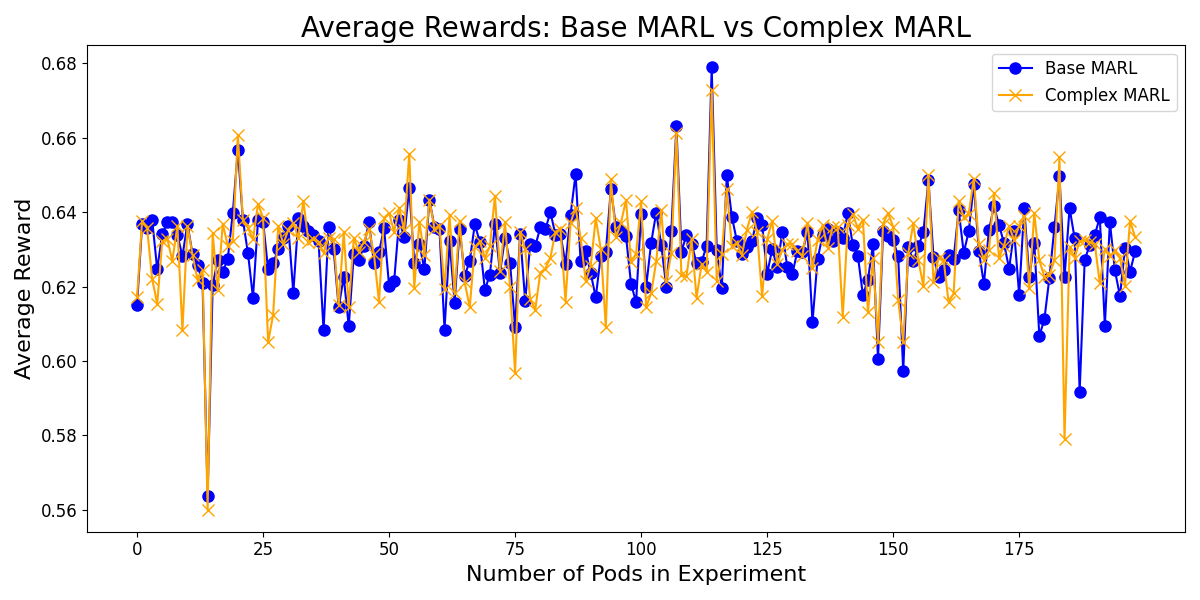 Average Rewards: Base MARL vs Complex MARL
Base MARL
Complex MARL
Average Reward
0.68
0.66
0.64
0.62
0.60
0.58
0.56
0 25 50 75 100 125 150 175
Number of Pods in Experiment